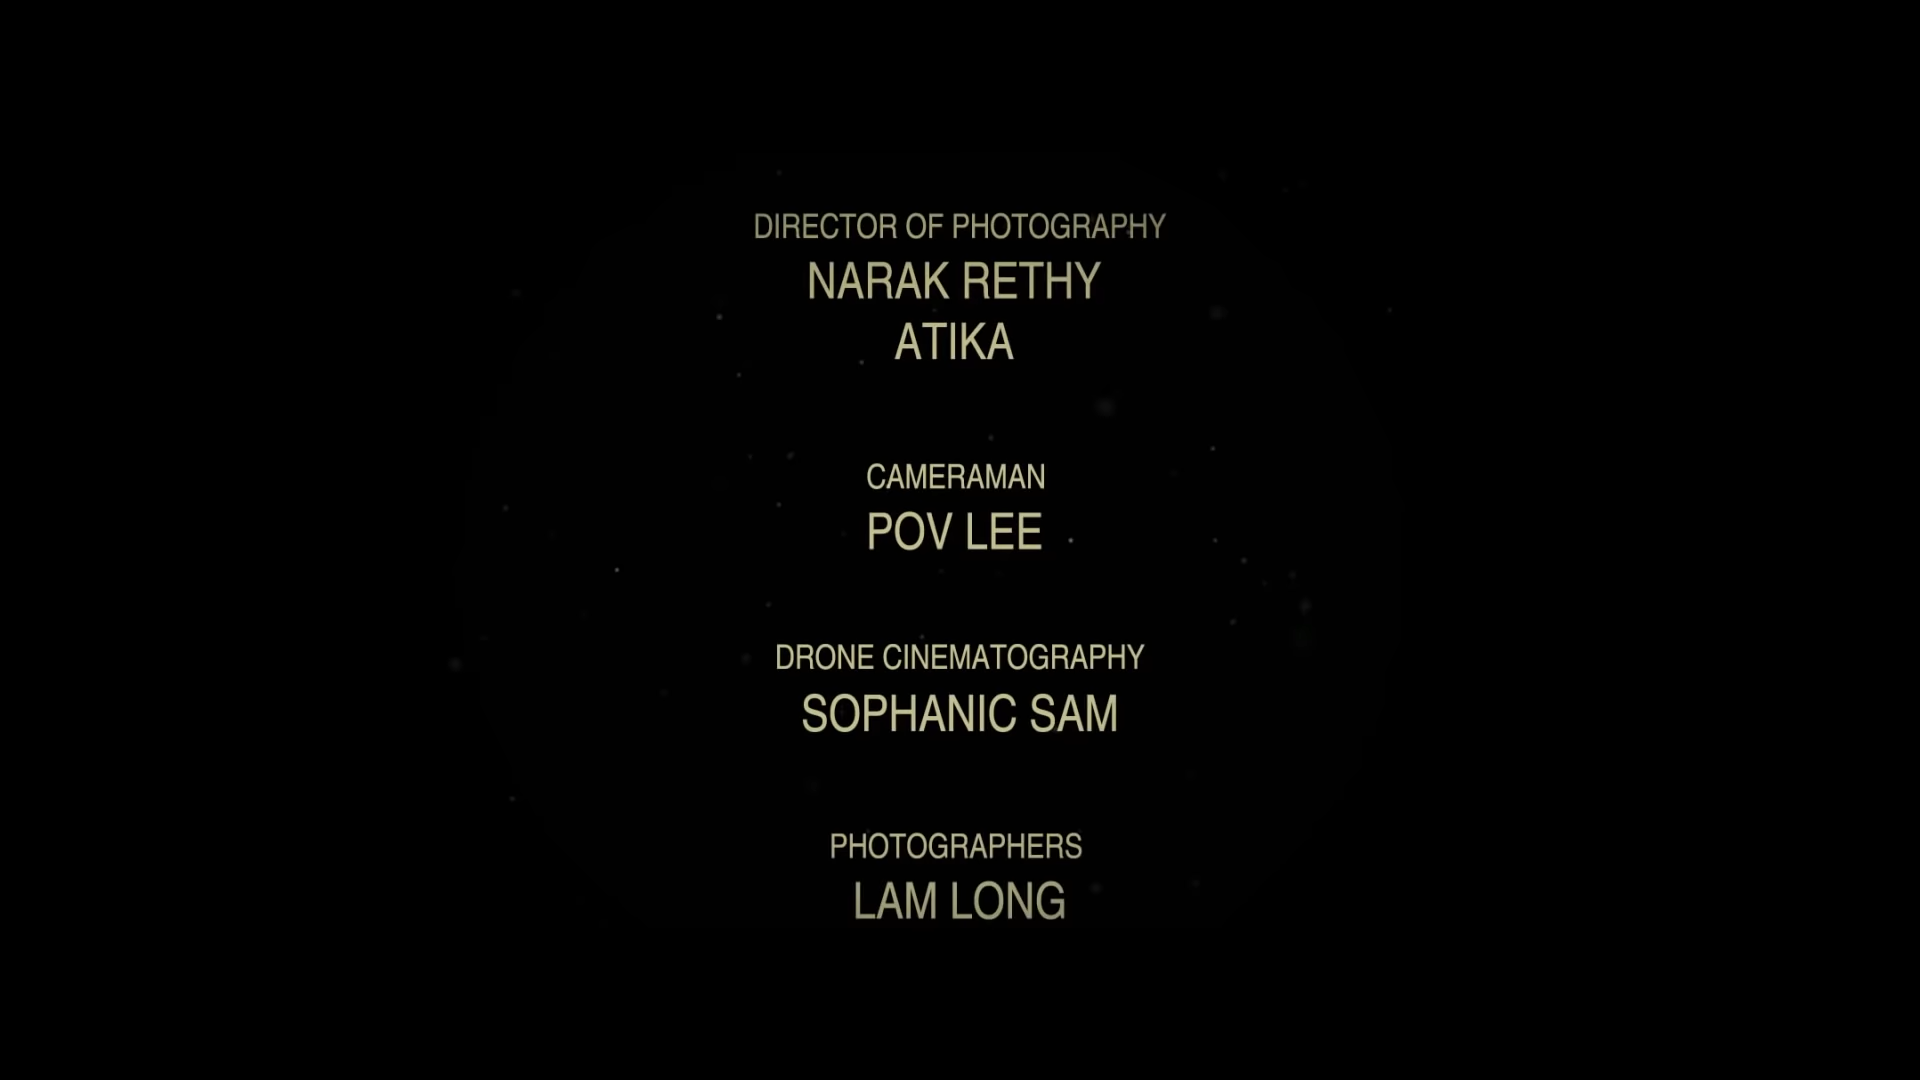 DIRECTOR OF PHOTOGRAPHY
NARAK RETHY
ATIKA
CAMERAMAN
POV LEE
DRONE CINEMATOGRAPHY
SOPHANIC SAM
PHOTOGRAPHERS
LAM LONG